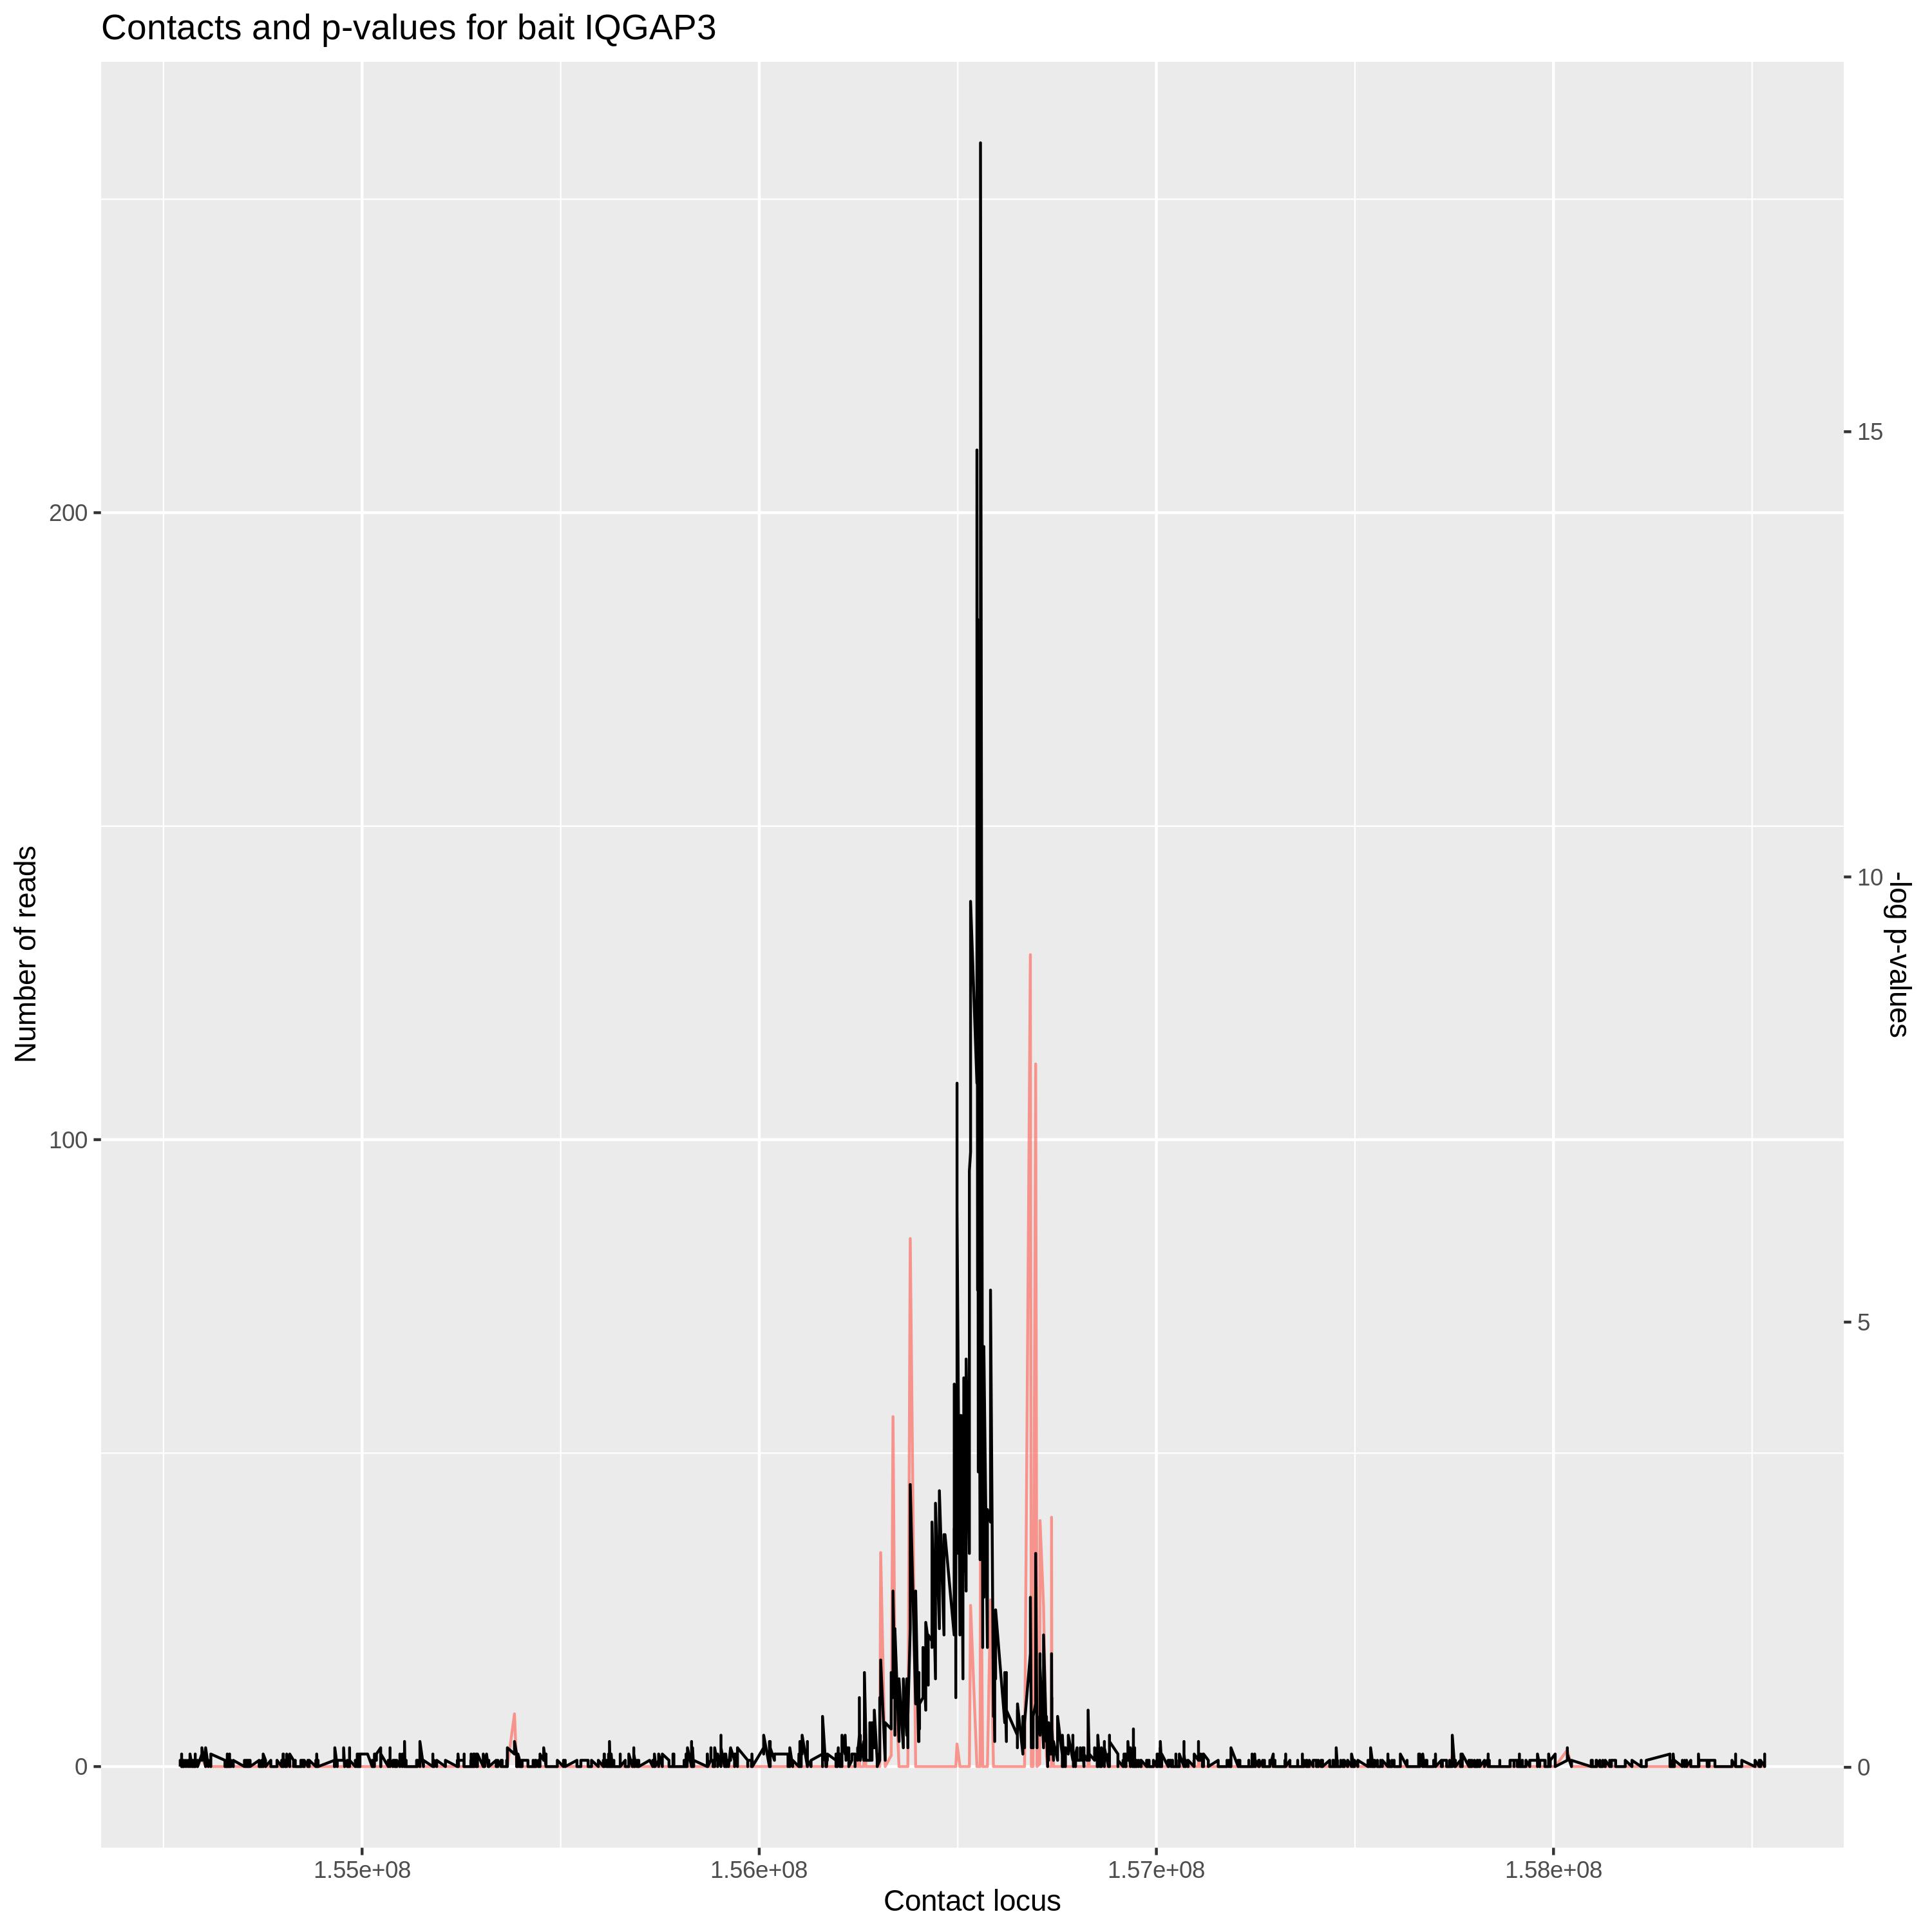 Contacts and p-values for bait IQGAP3
Number of reads
200
100
0
15
10
5
0
-log p-values
1.55e+08
1.56e+08
1.57e+08
1.58e+08
Contact locus